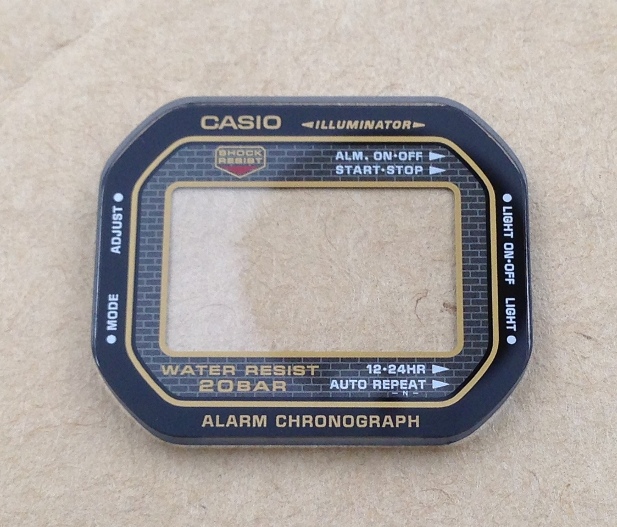 CASIO ILLUMINATOR
SHOCK
RESIST
ALM. ON•OFF
START•STOP
ADJUST
MODE
LIGHT ON•OFF
LIGHT
WATER RESIST
20BAR
12•24HR
AUTO REPEAT
-N-
ALARM CHRONOGRAPH